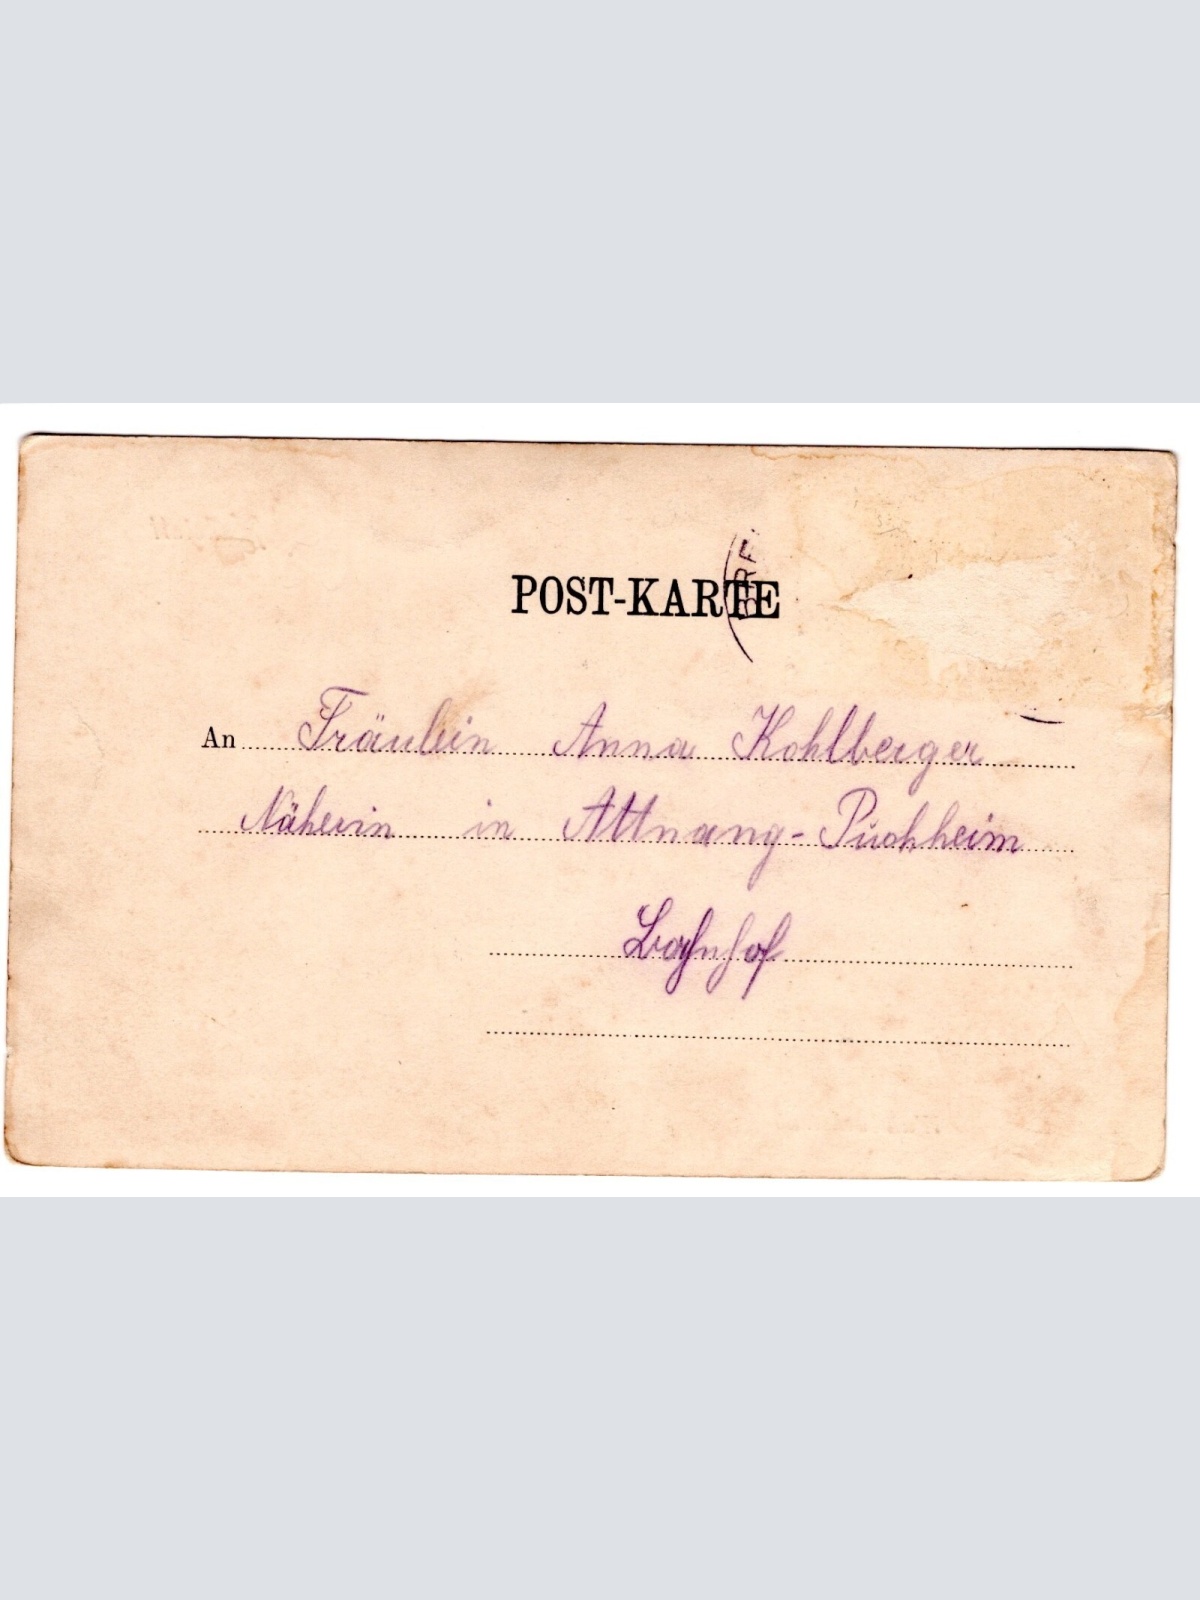 POST-KARTE
An Fräulein Anna Kohlberger
Näherin in Attnang-Puchheim
Bahnhof